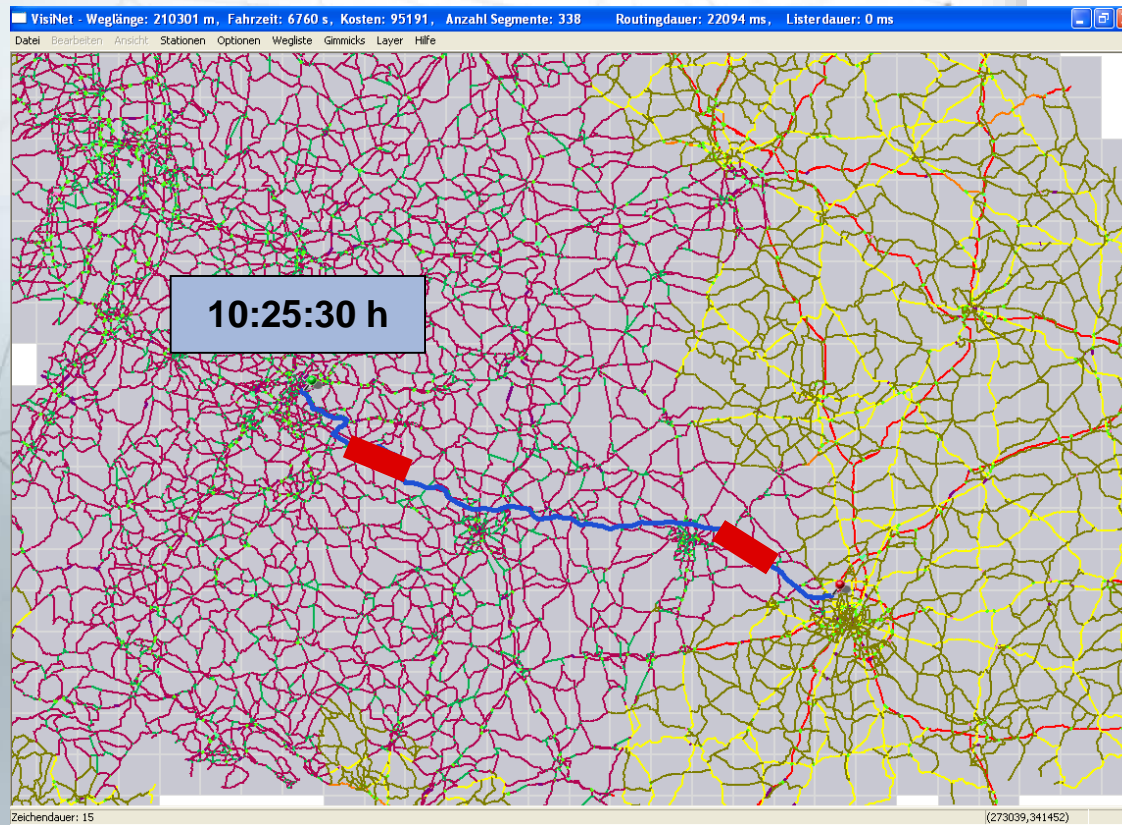 VisiNet - Weglänge: 210301 m, Fahrzeit: 6760 s, Kosten: 95191, Anzahl Segmente: 338 Routingdauer: 22094 ms, Listerdauer: 0 ms
Datei Bearbeiten Ansicht Stationen Optionen Wegliste Gimmicks Layer Hilfe
10:25:30 h
Zeichendauer: 15 (273039,341452)